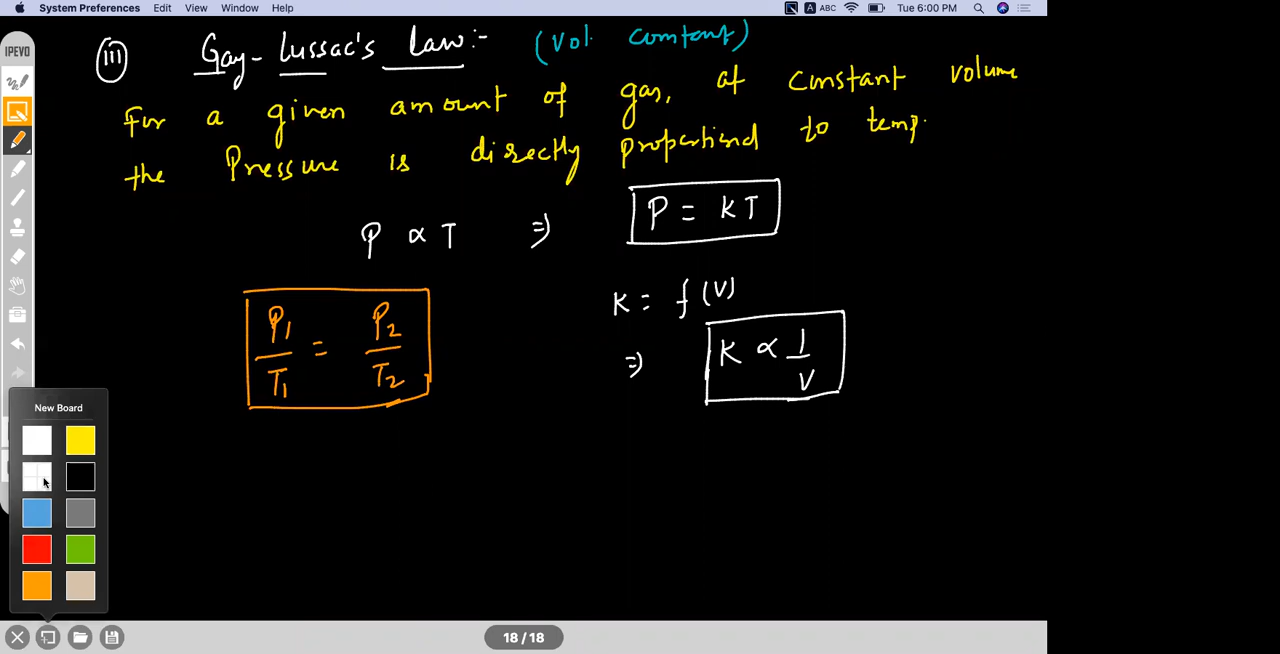 System Preferences Edit View Window Help
A ABC Tue 6:00 PM
IPEVO
(iii) Gay-Lussac's Law:- (Vol. constant)
For a given amount of gas, at constant volume
the Pressure is directly proportional to temp.
P ∝ T ⇒ P = KT
P1/T1 = P2/T2
K = f(V)
⇒ K ∝ 1/V
New Board
18 / 18